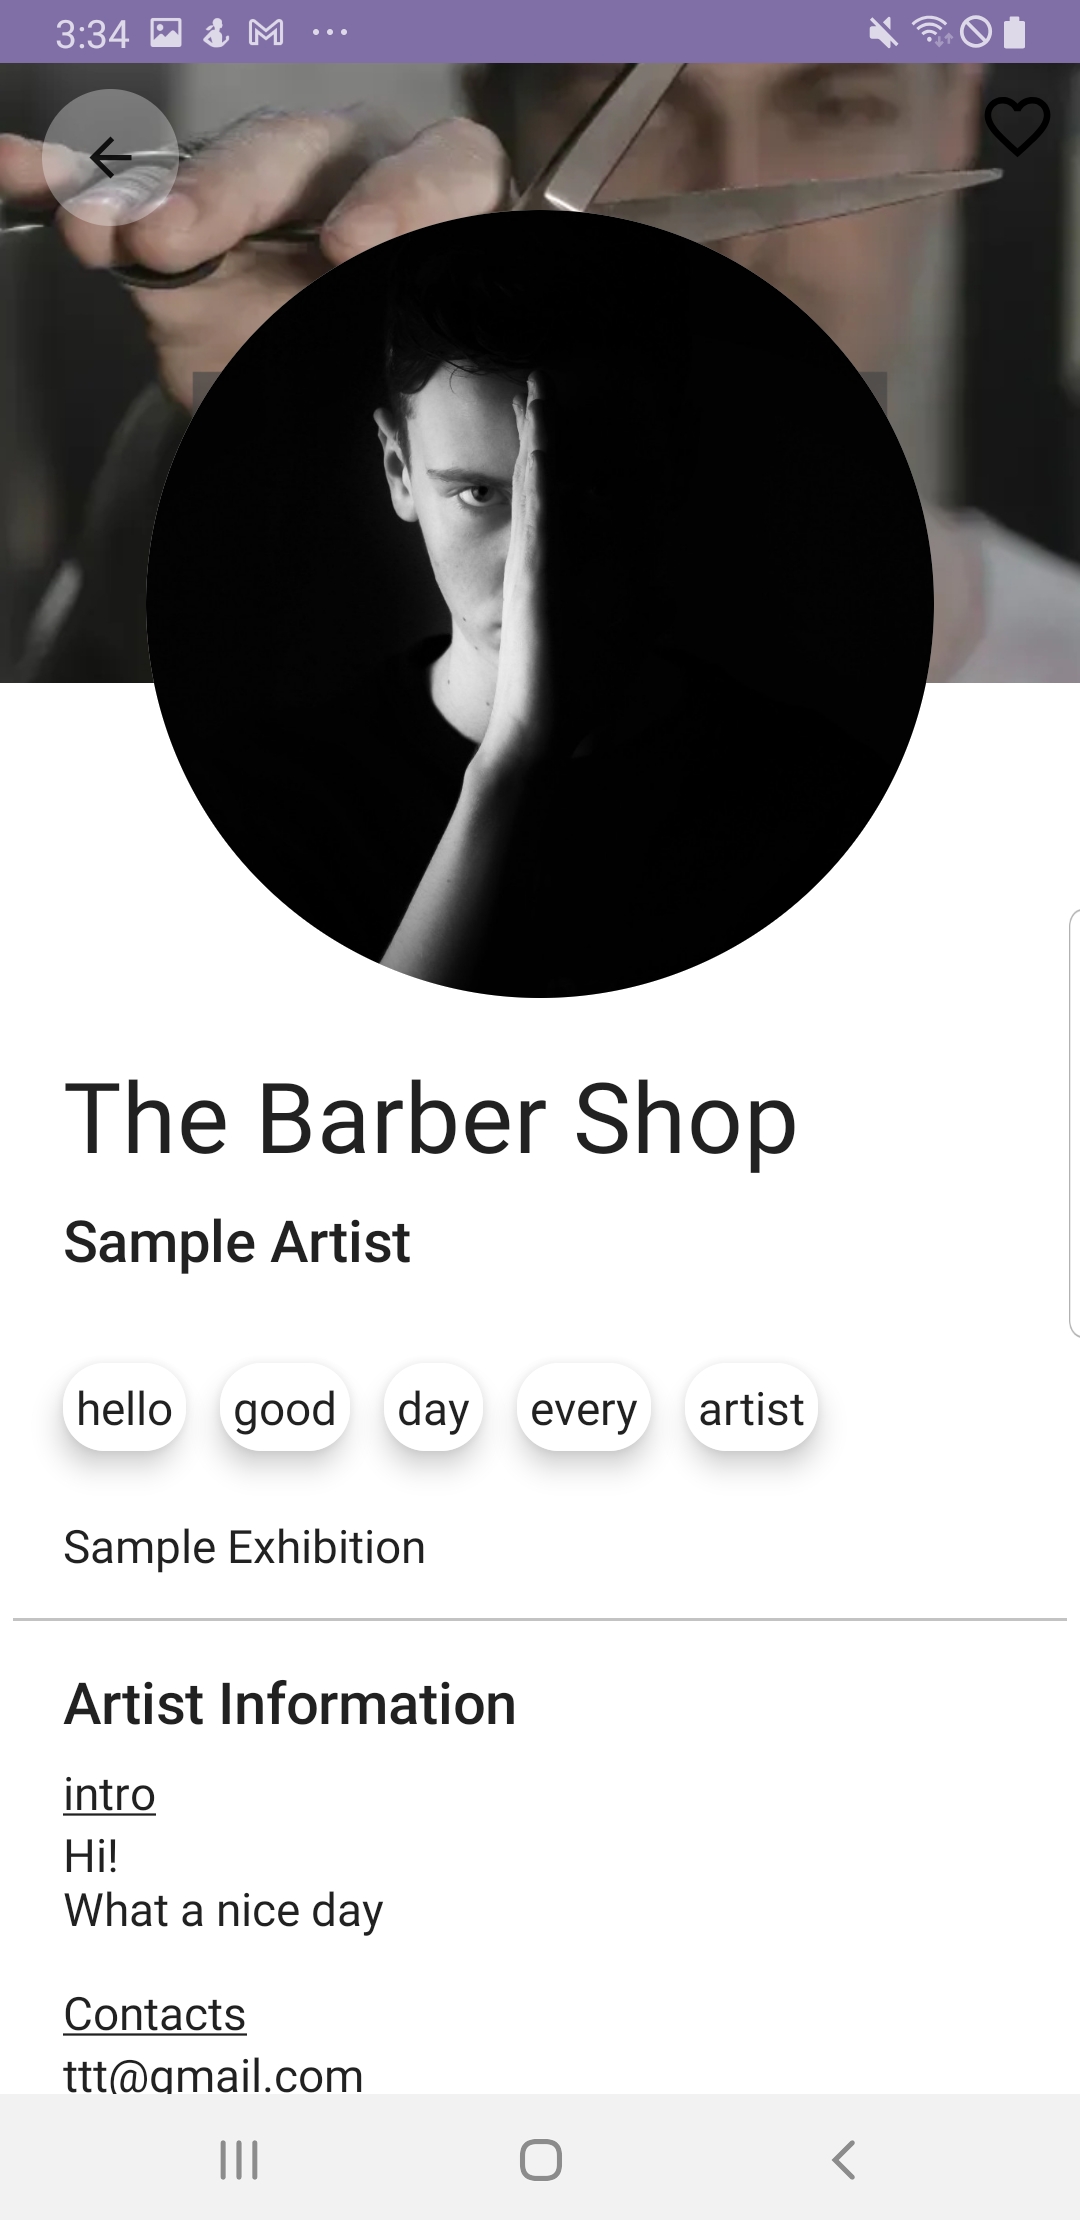 3:34
The Barber Shop
Sample Artist
hello good day every artist
Sample Exhibition
Artist Information
intro
Hi!
What a nice day
Contacts
ttt@gmail.com